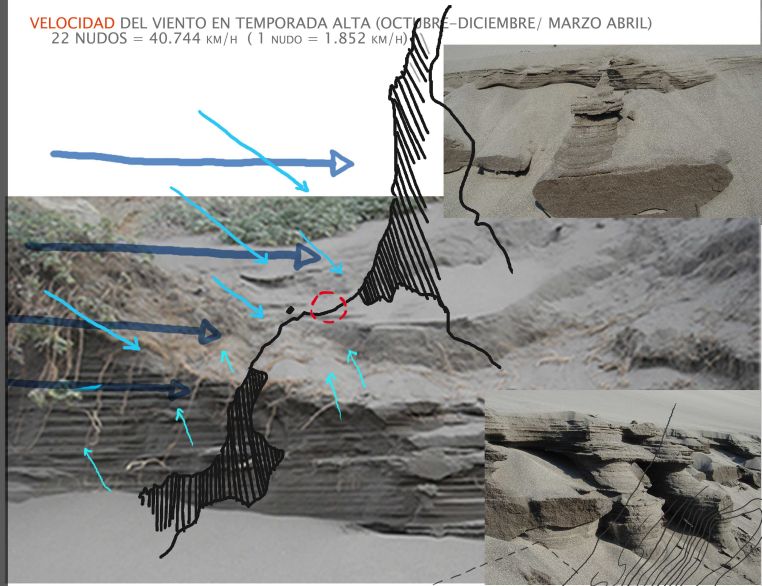 VELOCIDAD DEL VIENTO EN TEMPORADA ALTA (OCTUBRE-DICIEMBRE/ MARZO ABRIL)
22 NUDOS = 40.744 KM/H ( 1 NUDO = 1.852 KM/H)